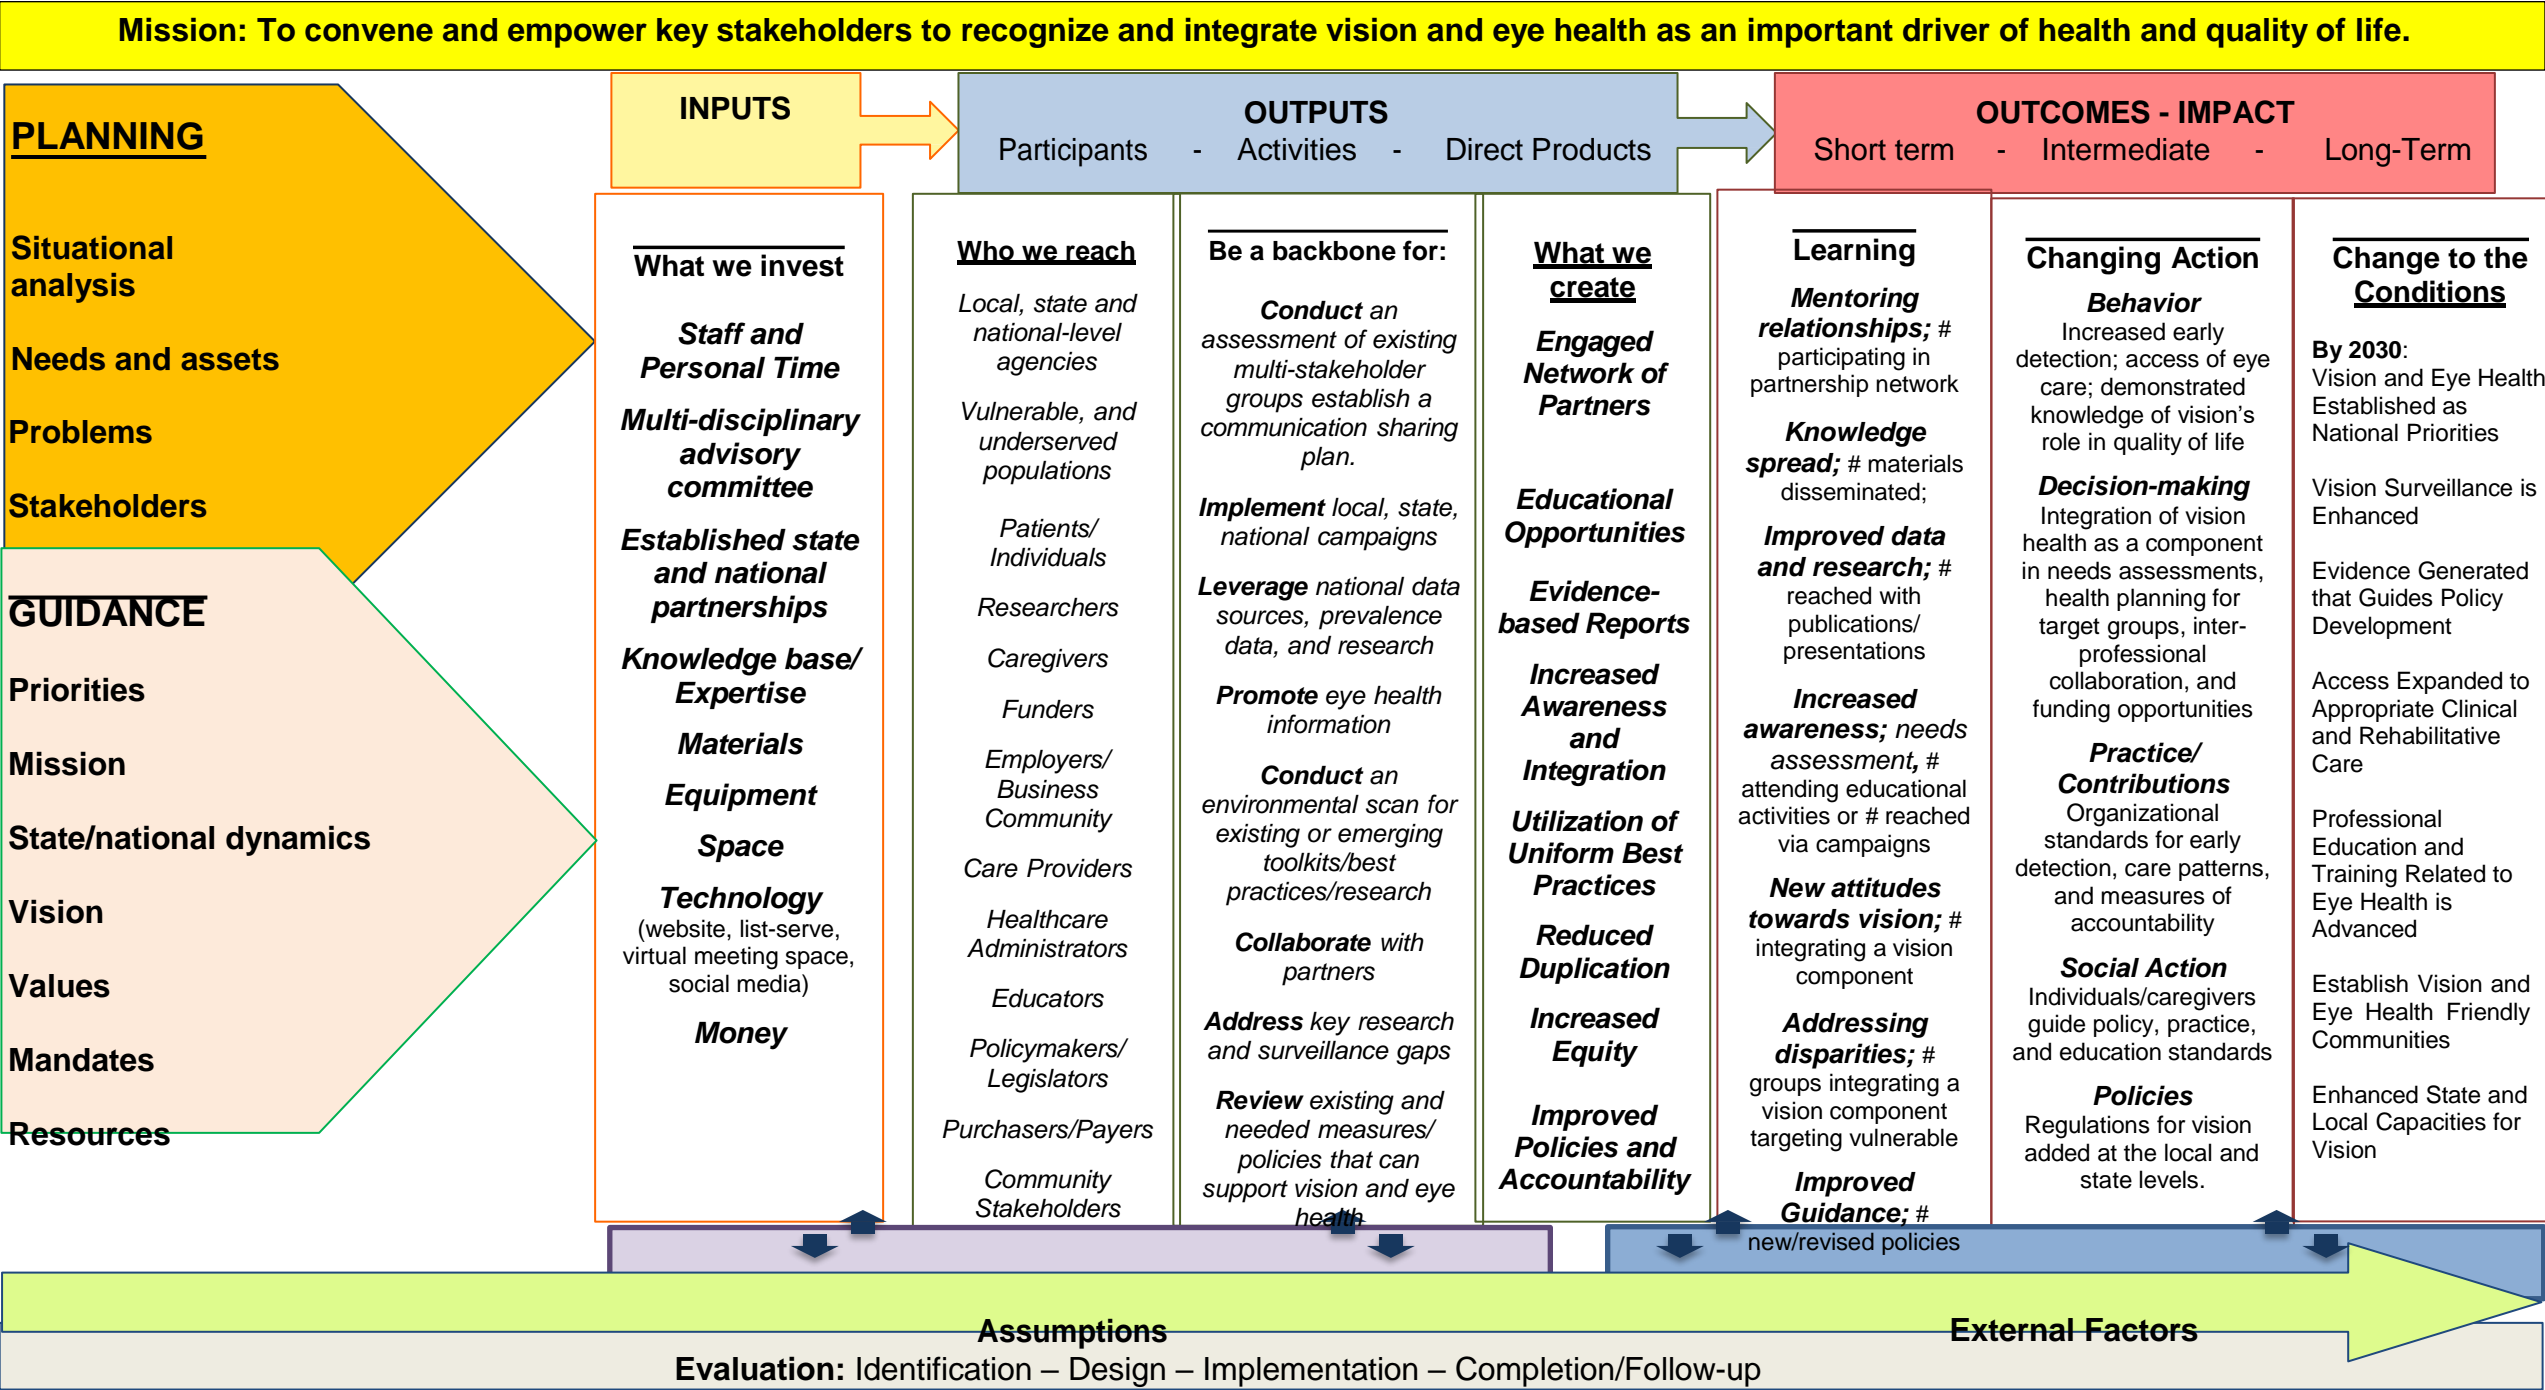 Mission: To convene and empower key stakeholders to recognize and integrate vision and eye health as an important driver of health and quality of life.
PLANNING
Situational
analysis
Needs and assets
Problems
Stakeholders
GUIDANCE
Priorities
Mission
State/national dynamics
Vision
Values
Mandates
Resources
INPUTS
What we invest
Staff and
Personal Time
Multi-disciplinary
advisory
committee
Established state
and national
partnerships
Knowledge base/
Expertise
Materials
Equipment
Space
Technology
(website, list-serve,
virtual meeting space,
social media)
Money
OUTPUTS
Participants - Activities - Direct Products
Who we reach
Local, state and
national-level
agencies
Vulnerable, and
underserved
populations
Patients/
Individuals
Researchers
Caregivers
Funders
Employers/
Business
Community
Care Providers
Healthcare
Administrators
Educators
Policymakers/
Legislators
Purchasers/Payers
Community
Stakeholders
Be a backbone for:
Conduct an
assessment of existing
multi-stakeholder
groups establish a
communication sharing
plan.
Implement local, state,
national campaigns
Leverage national data
sources, prevalence
data, and research
Promote eye health
information
Conduct an
environmental scan for
existing or emerging
toolkits/best
practices/research
Collaborate with
partners
Address key research
and surveillance gaps
Review existing and
needed measures/
policies that can
support vision and eye
health
What we
create
Engaged
Network of
Partners
Educational
Opportunities
Evidence-
based Reports
Increased
Awareness
and
Integration
Utilization of
Uniform Best
Practices
Reduced
Duplication
Increased
Equity
Improved
Policies and
Accountability
OUTCOMES - IMPACT
Short term - Intermediate - Long-Term
Learning
Mentoring
relationships; #
participating in
partnership network
Knowledge
spread; # materials
disseminated;
Improved data
and research; #
reached with
publications/
presentations
Increased
awareness; needs
assessment, #
attending educational
activities or # reached
via campaigns
New attitudes
towards vision; #
integrating a vision
component
Addressing
disparities; #
groups integrating a
vision component
targeting vulnerable
Improved
Guidance; #
new/revised policies
Changing Action
Behavior
Increased early
detection; access of eye
care; demonstrated
knowledge of vision’s
role in quality of life
Decision-making
Integration of vision
health as a component
in needs assessments,
health planning for
target groups, inter-
professional
collaboration, and
funding opportunities
Practice/
Contributions
Organizational
standards for early
detection, care patterns,
and measures of
accountability
Social Action
Individuals/caregivers
guide policy, practice,
and education standards
Policies
Regulations for vision
added at the local and
state levels.
Change to the
Conditions
By 2030:
Vision and Eye Health
Established as
National Priorities
Vision Surveillance is
Enhanced
Evidence Generated
that Guides Policy
Development
Access Expanded to
Appropriate Clinical
and Rehabilitative
Care
Professional
Education and
Training Related to
Eye Health is
Advanced
Establish Vision and
Eye Health Friendly
Communities
Enhanced State and
Local Capacities for
Vision
Assumptions
External Factors
Evaluation: Identification – Design – Implementation – Completion/Follow-up